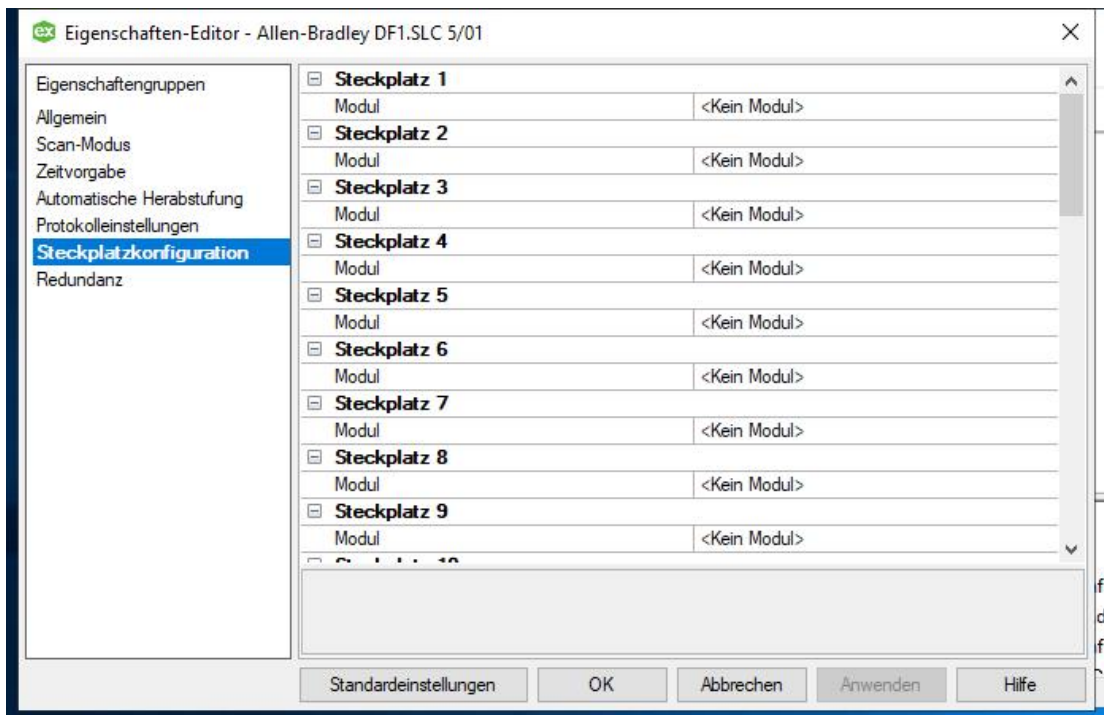 ex Eigenschaften-Editor - Allen-Bradley DF1.SLC 5/01
Eigenschaftengruppen
Allgemein
Scan-Modus
Zeitvorgabe
Automatische Herabstufung
Protokolleinstellungen
Steckplatzkonfiguration
Redundanz
Steckplatz 1
Modul <Kein Modul>
Steckplatz 2
Modul <Kein Modul>
Steckplatz 3
Modul <Kein Modul>
Steckplatz 4
Modul <Kein Modul>
Steckplatz 5
Modul <Kein Modul>
Steckplatz 6
Modul <Kein Modul>
Steckplatz 7
Modul <Kein Modul>
Steckplatz 8
Modul <Kein Modul>
Steckplatz 9
Modul <Kein Modul>
Standardeinstellungen OK Abbrechen Anwenden Hilfe